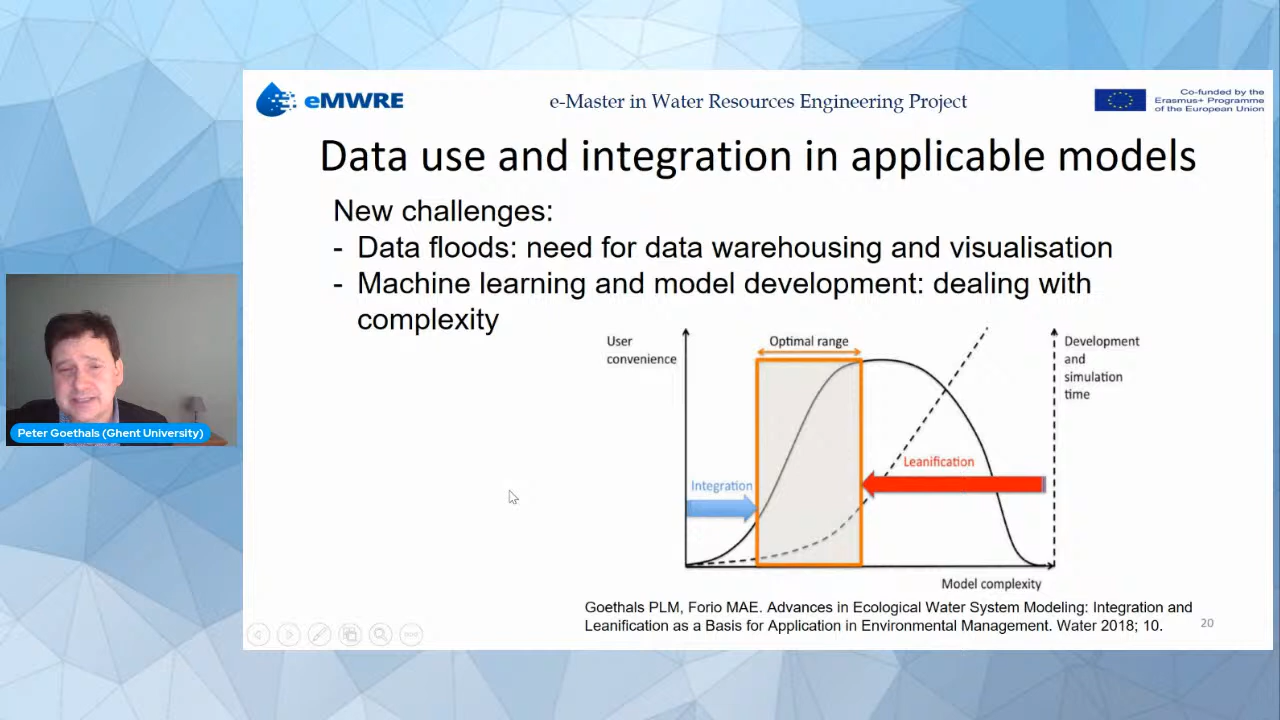 eMWRE
e-Master in Water Resources Engineering Project
Co-funded by the
Erasmus+ Programme
of the European Union
Data use and integration in applicable models
New challenges:
- Data floods: need for data warehousing and visualisation
- Machine learning and model development: dealing with
complexity
User
convenience
Optimal range
Development
and
simulation
time
Leanification
Integration
Model complexity
Goethals PLM, Forio MAE. Advances in Ecological Water System Modeling: Integration and
Leanification as a Basis for Application in Environmental Management. Water 2018; 10.
20
Peter Goethals (Ghent University)